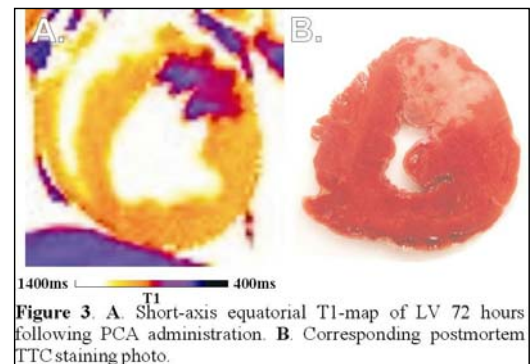 A.
B.
1400ms 400ms
T1
Figure 3. A. Short-axis equatorial T1-map of LV 72 hours
following PCA administration. B. Corresponding postmortem
TTC staining photo.